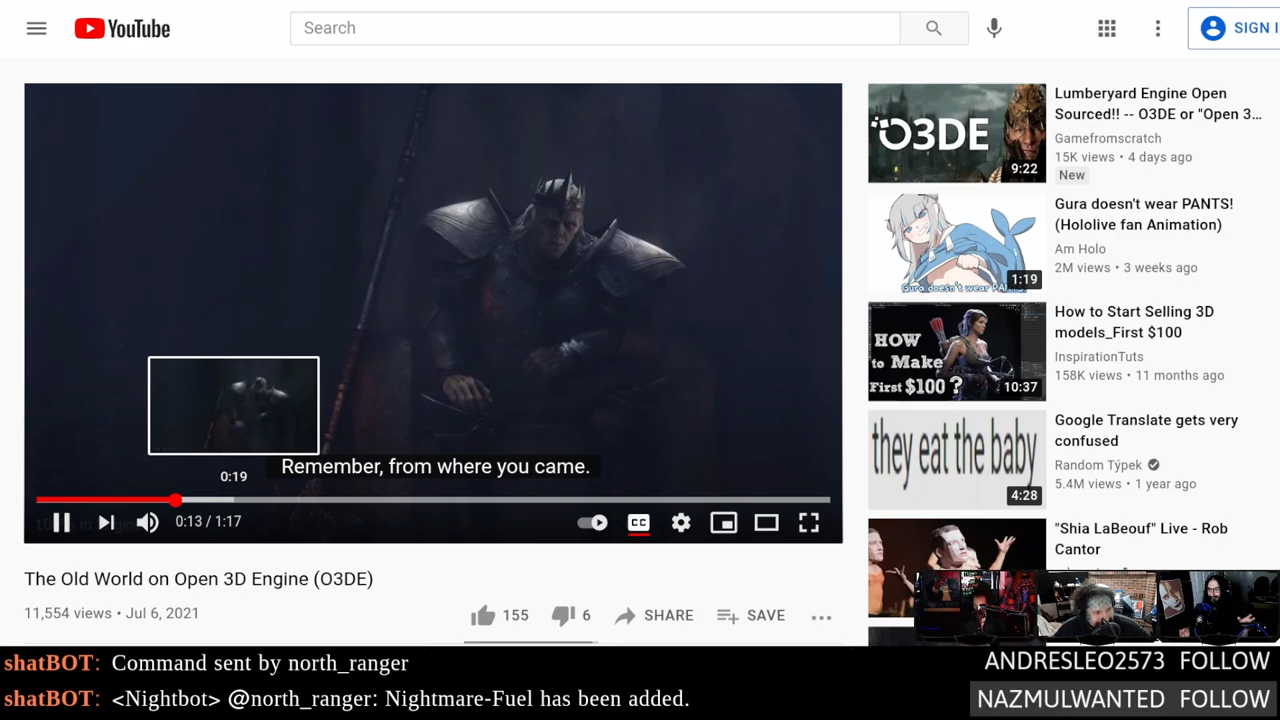 YouTube
Search
SIGN I
Remember, from where you came.
0:19
0:13 / 1:17
CC
The Old World on Open 3D Engine (O3DE)
11,554 views • Jul 6, 2021
155
6
SHARE
SAVE
O3DE
9:22
Lumberyard Engine Open
Sourced!! -- O3DE or "Open 3...
Gamefromscratch
15K views • 4 days ago
New
Gura doesn't wear PANTS!
(Hololive fan Animation)
Am Holo
2M views • 3 weeks ago
1:19
How to Start Selling 3D
models_First $100
InspirationTuts
158K views • 11 months ago
HOW
to Make
First $100 ?
10:37
Google Translate gets very
confused
Random Týpek
5.4M views • 1 year ago
they eat the baby
4:28
"Shia LaBeouf" Live - Rob
Cantor
shatBOT: Command sent by north_ranger
shatBOT: <Nightbot> @north_ranger: Nightmare-Fuel has been added.
ANDRESLEO2573 FOLLOW
NAZMULWANTED FOLLOW